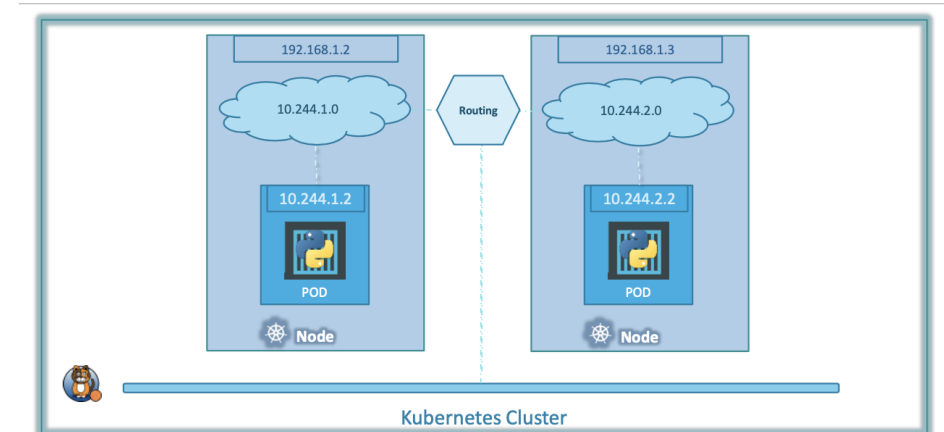 192.168.1.2
192.168.1.3
10.244.1.0
Routing
10.244.2.0
10.244.1.2
10.244.2.2
POD
POD
Node
Node
Kubernetes Cluster